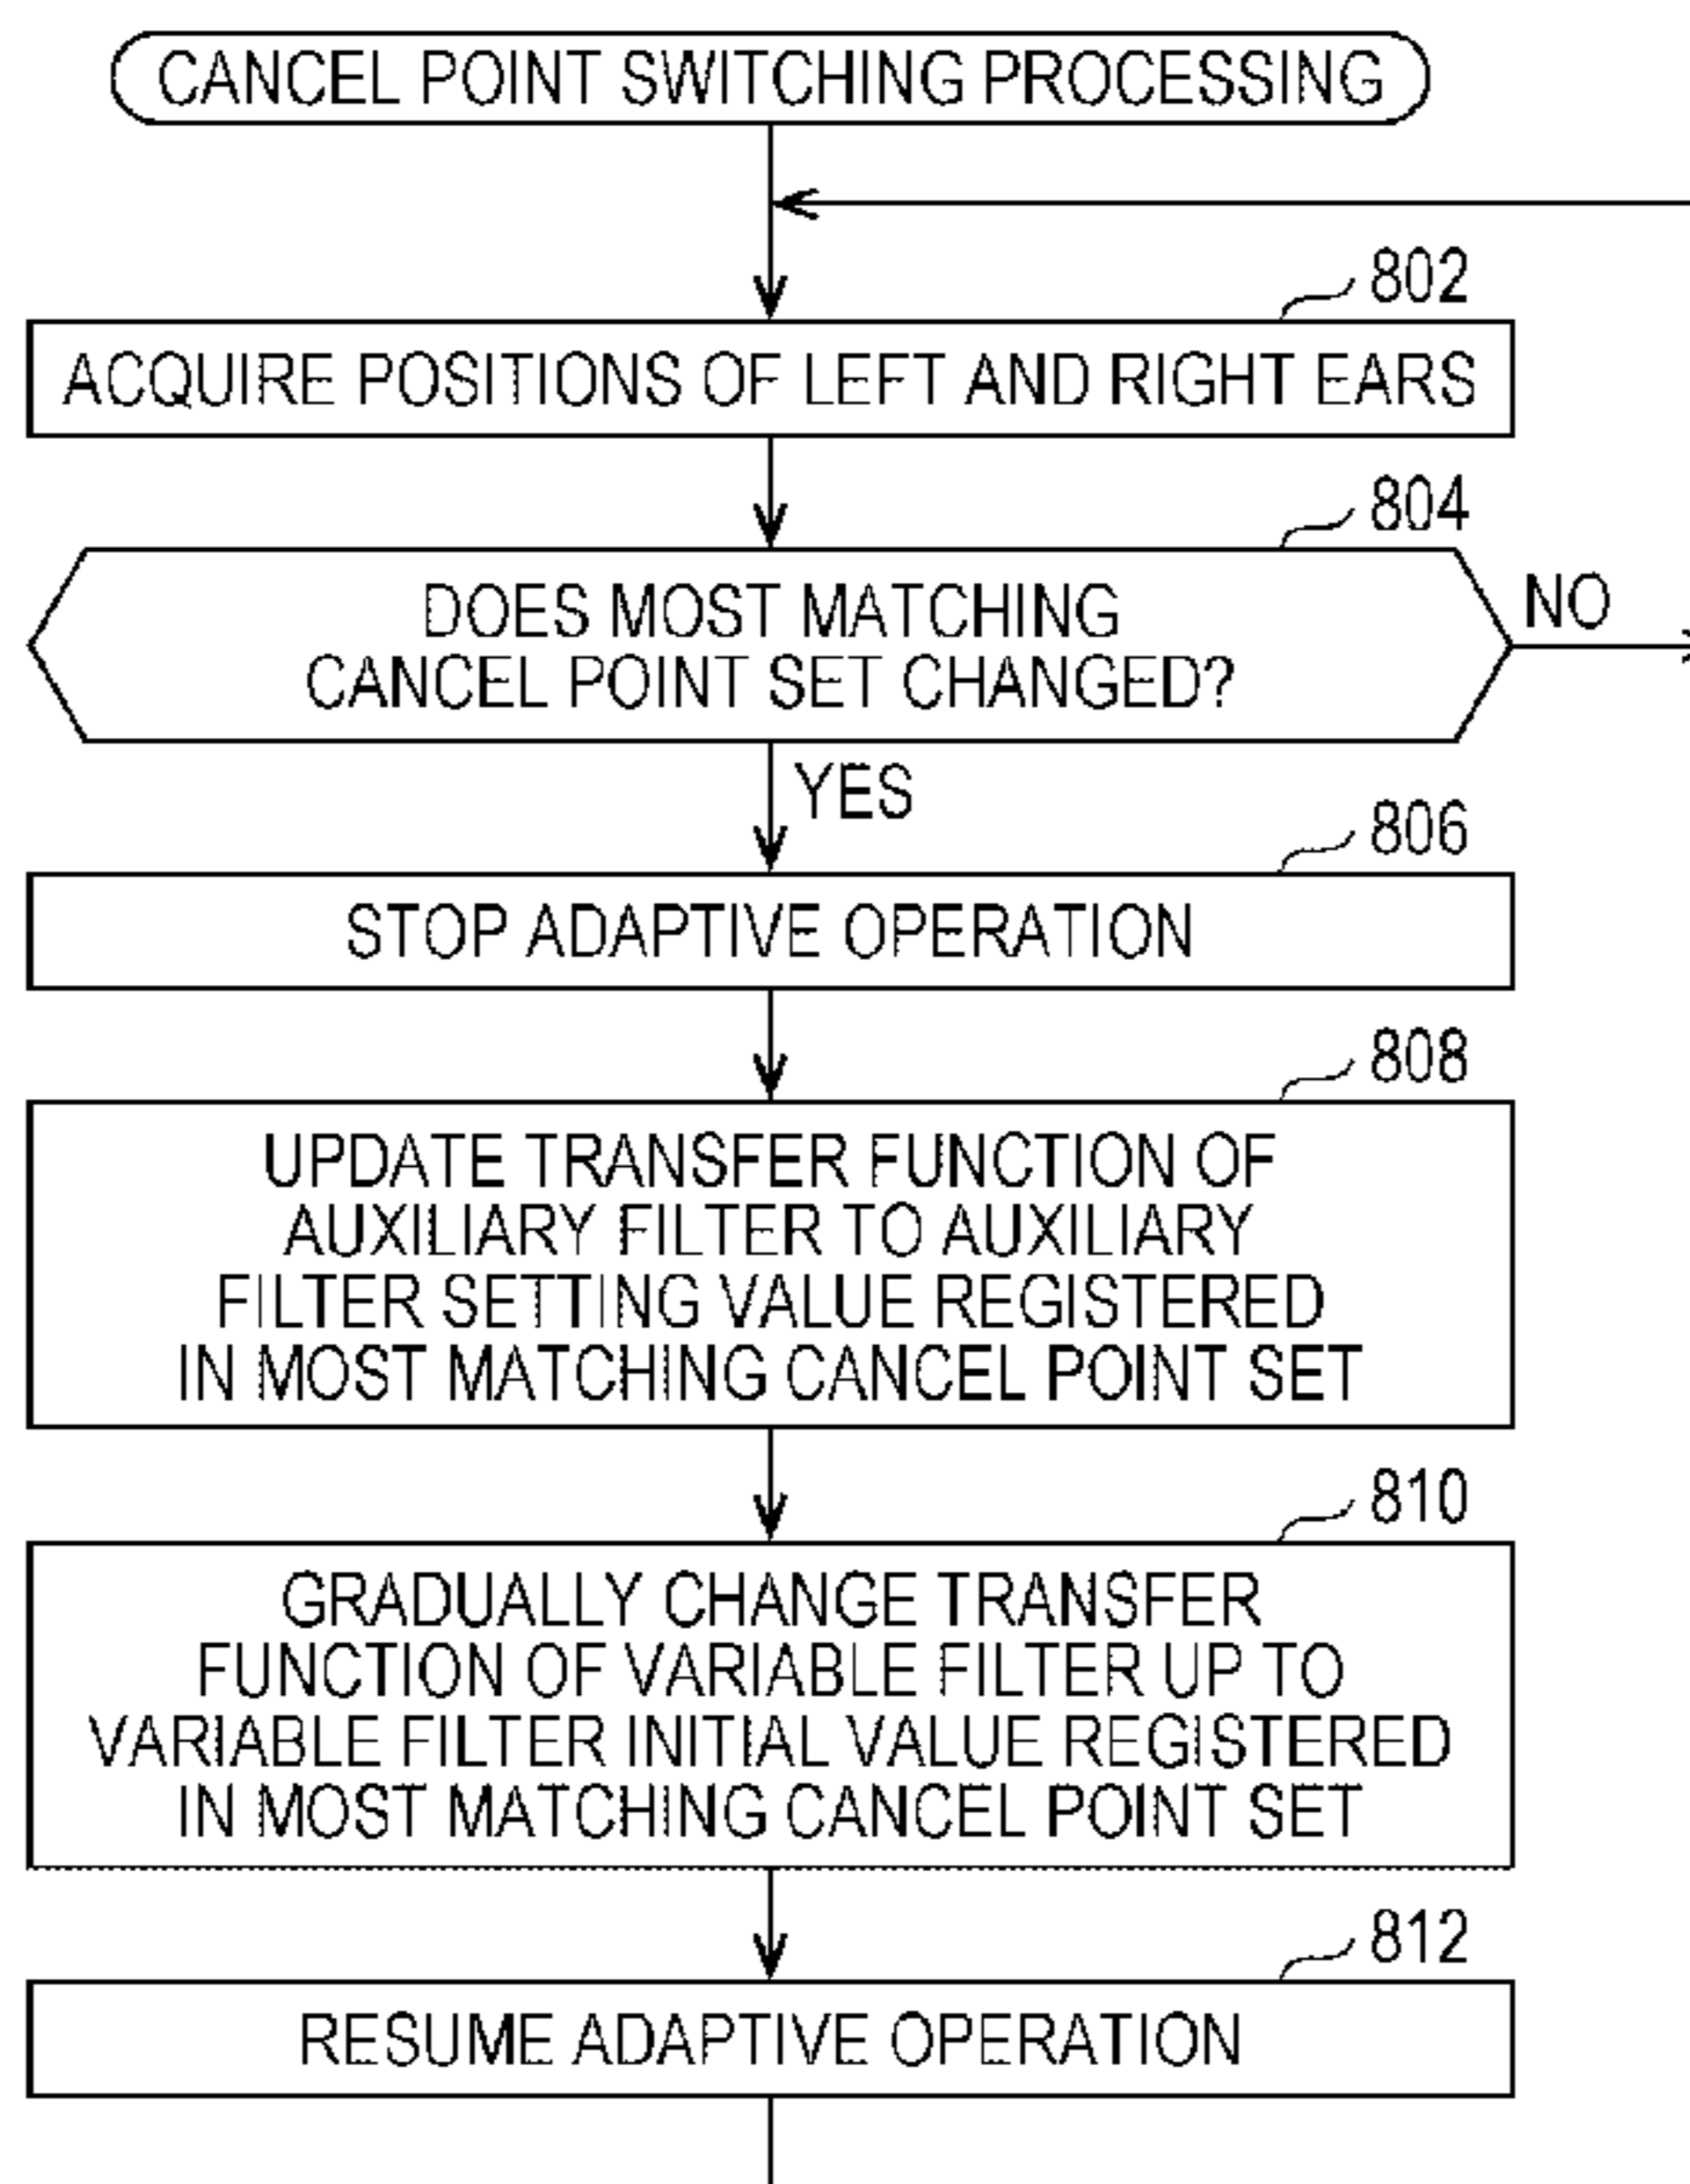 CANCEL POINT SWITCHING PROCESSING
802
ACQUIRE POSITIONS OF LEFT AND RIGHT EARS
804
DOES MOST MATCHING
CANCEL POINT SET CHANGED?
NO
YES
806
STOP ADAPTIVE OPERATION
808
UPDATE TRANSFER FUNCTION OF
AUXILIARY FILTER TO AUXILIARY
FILTER SETTING VALUE REGISTERED
IN MOST MATCHING CANCEL POINT SET
810
GRADUALLY CHANGE TRANSFER
FUNCTION OF VARIABLE FILTER UP TO
VARIABLE FILTER INITIAL VALUE REGISTERED
IN MOST MATCHING CANCEL POINT SET
812
RESUME ADAPTIVE OPERATION